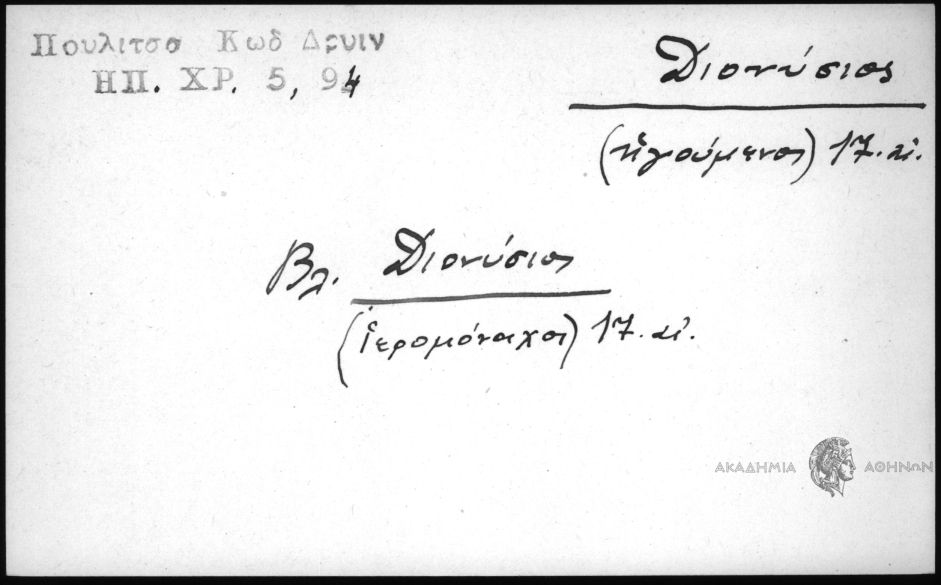 Πουλιτσα Κωδ Δρυιν
ΗΠ. ΧΡ. 5, 94
Διονύσιος
(ἡγούμενος) 17. αἰ.
Βλ. Διονύσιος
(ἱερομόναχος) 17. αἰ.
ΑΚΑΔΗΜΙΑ ΑΘΗΝΩΝ